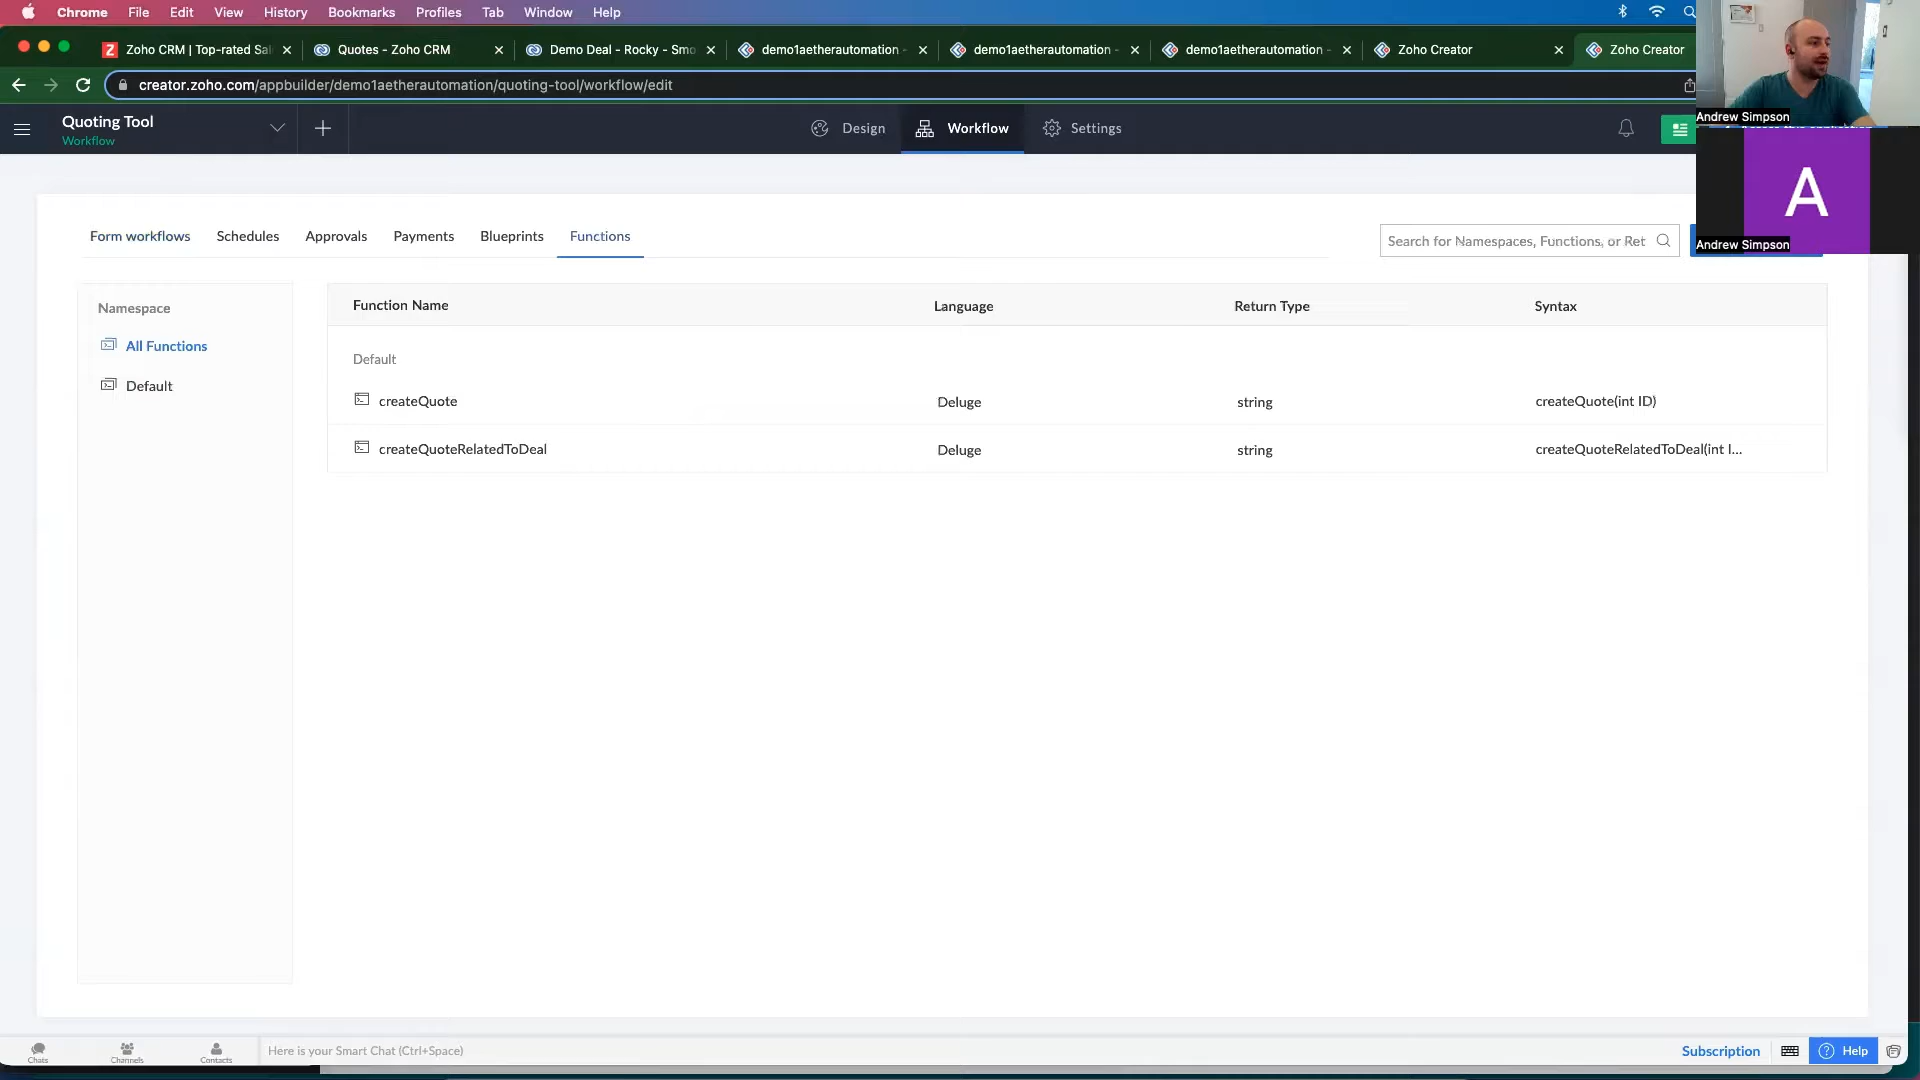 Chrome File Edit View History Bookmarks Profiles Tab Window Help
Zoho CRM | Top-rated Sal
Quotes - Zoho CRM
Demo Deal - Rocky - Smo
demo1aetherautomation -
demo1aetherautomation -
demo1aetherautomation -
Zoho Creator
Zoho Creator
creator.zoho.com/appbuilder/demo1aetherautomation/quoting-tool/workflow/edit
Andrew Simpson
Quoting Tool
Workflow
Design
Workflow
Settings
A
Andrew Simpson
Form workflows Schedules Approvals Payments Blueprints Functions
Search for Namespaces, Functions, or Ret
Namespace
All Functions
Default
Function Name Language Return Type Syntax
Default
createQuote Deluge string createQuote(int ID)
createQuoteRelatedToDeal Deluge string createQuoteRelatedToDeal(int I...
Chats
Channels
Contacts
Here is your Smart Chat (Ctrl+Space)
Subscription
Help